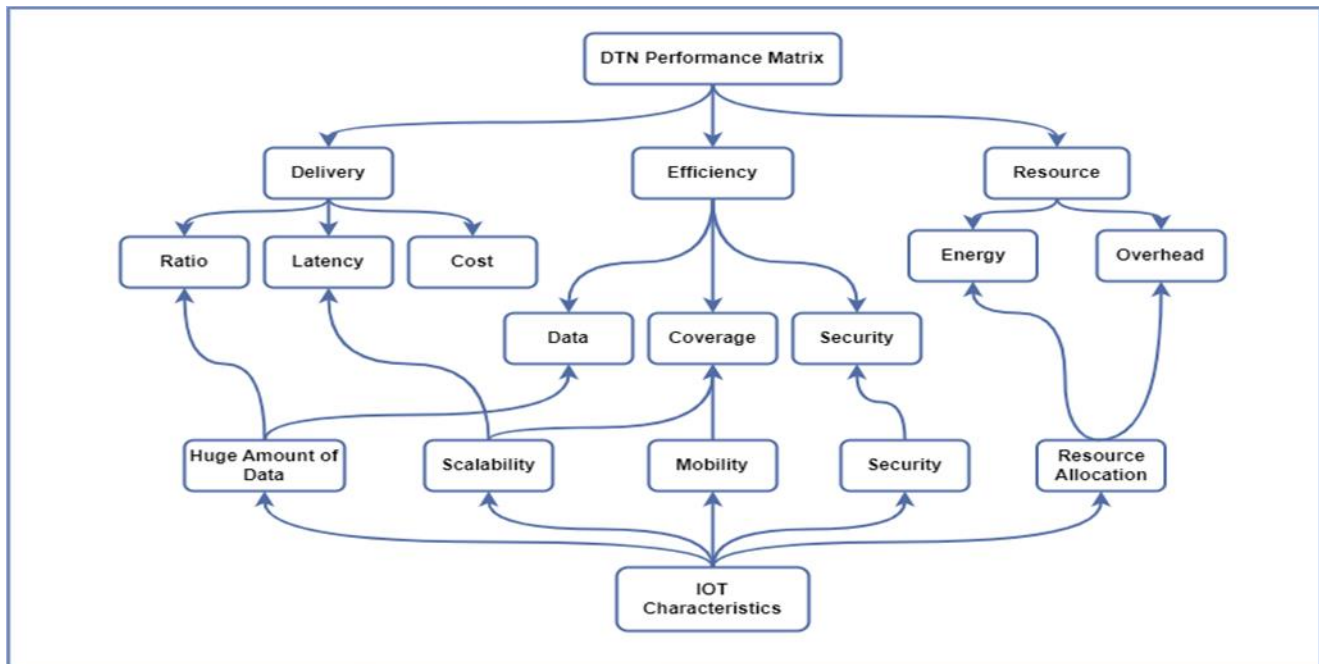 DTN Performance Matrix
Delivery
Efficiency
Resource
Ratio
Latency
Cost
Energy
Overhead
Data
Coverage
Security
Huge Amount of
Data
Scalability
Mobility
Security
Resource
Allocation
IOT
Characteristics